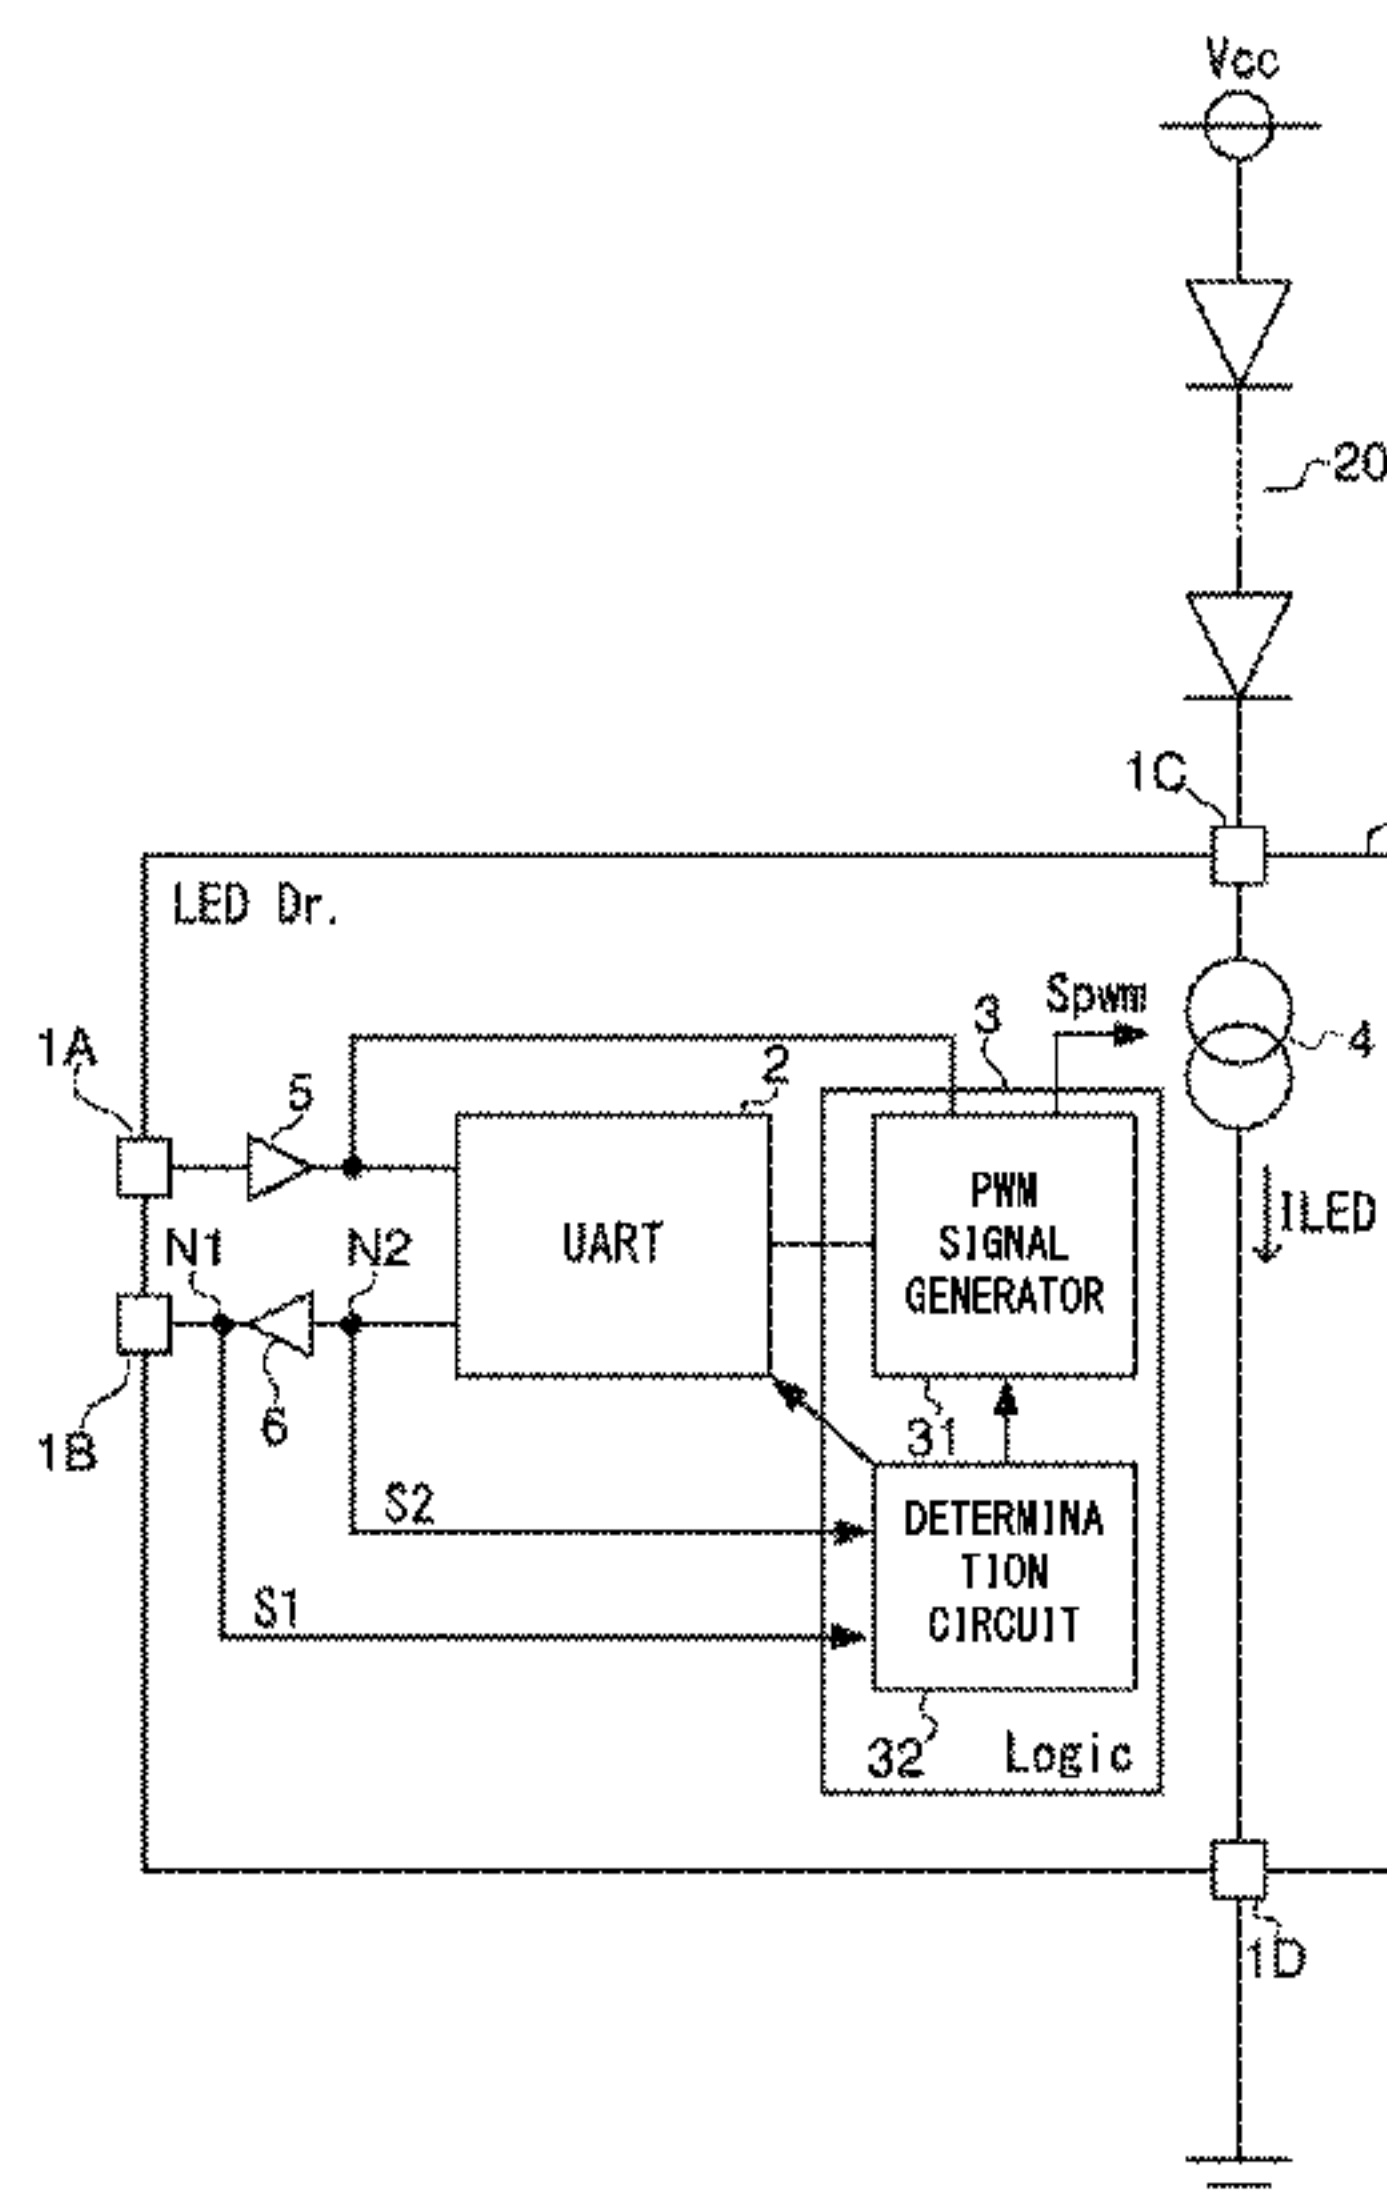 Vcc
20
1C
LED Dr.
Spwm
3
4
1A
2
5
PWM
SIGNAL
GENERATOR
UART
ILED
N1
N2
6
31
1B
S2
DETERMINA
TION
CIRCUIT
S1
32
Logic
1D